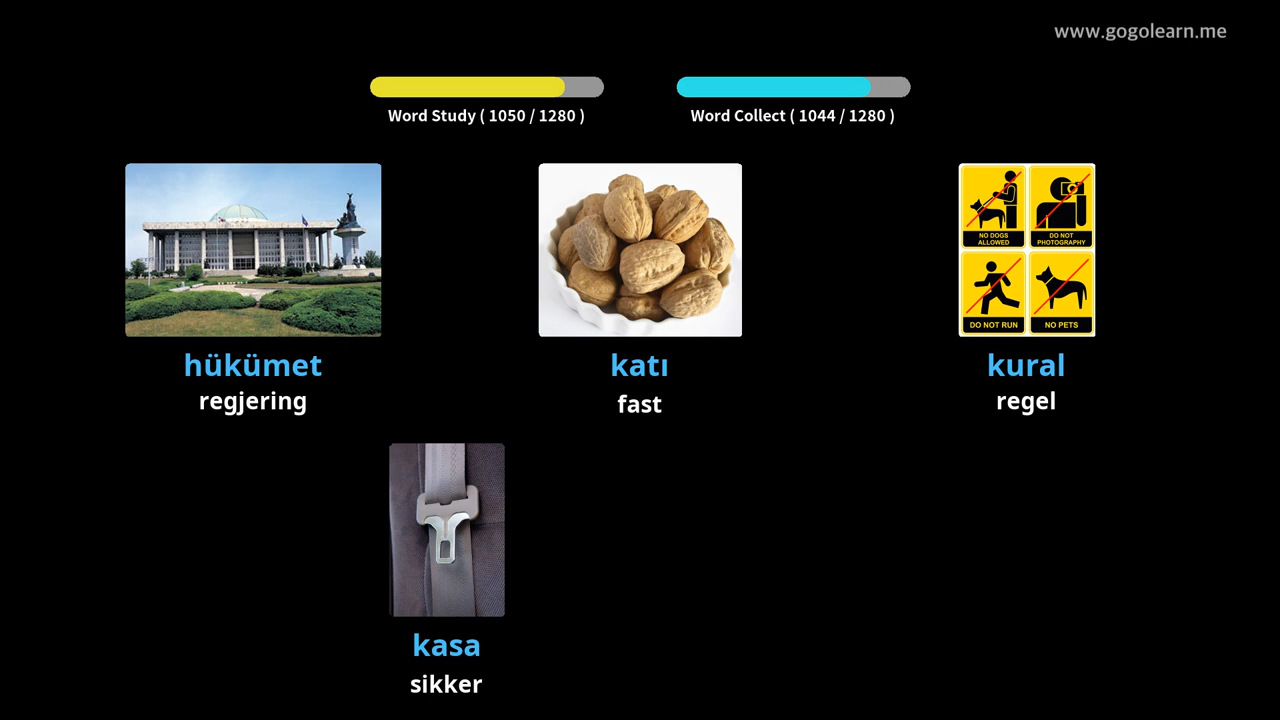 www.gogolearn.me
Word Study ( 1050 / 1280 )
Word Collect ( 1044 / 1280 )
NO DOGS
ALLOWED
DO NOT
PHOTOGRAPHY
DO NOT RUN
NO PETS
hükümet
regjering
katı
fast
kural
regel
kasa
sikker